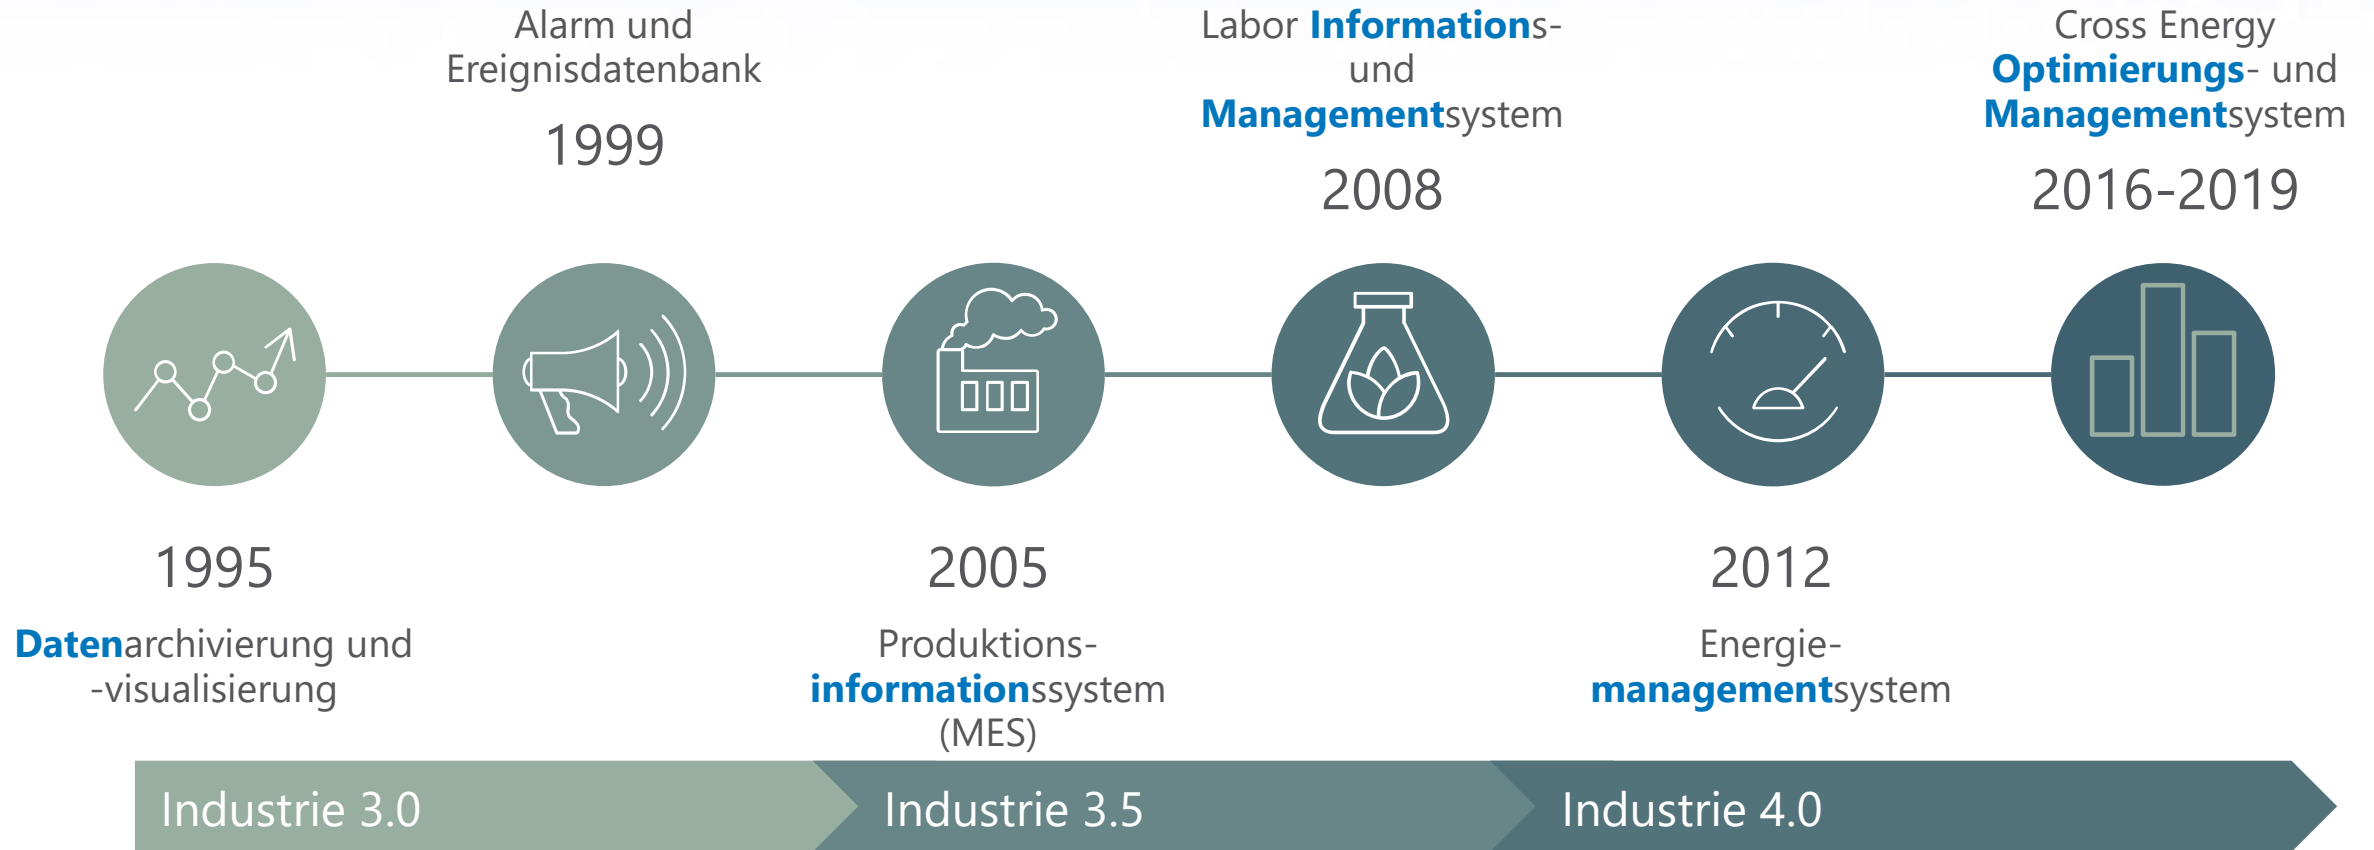 Alarm und
Ereignisdatenbank
1999
Labor Informations-
und
Managementsystem
2008
Cross Energy
Optimierungs- und
Managementsystem
2016-2019
1995
Datenarchivierung und
-visualisierung
2005
Produktions-
informationssystem
(MES)
2012
Energie-
managementsystem
Industrie 3.0
Industrie 3.5
Industrie 4.0